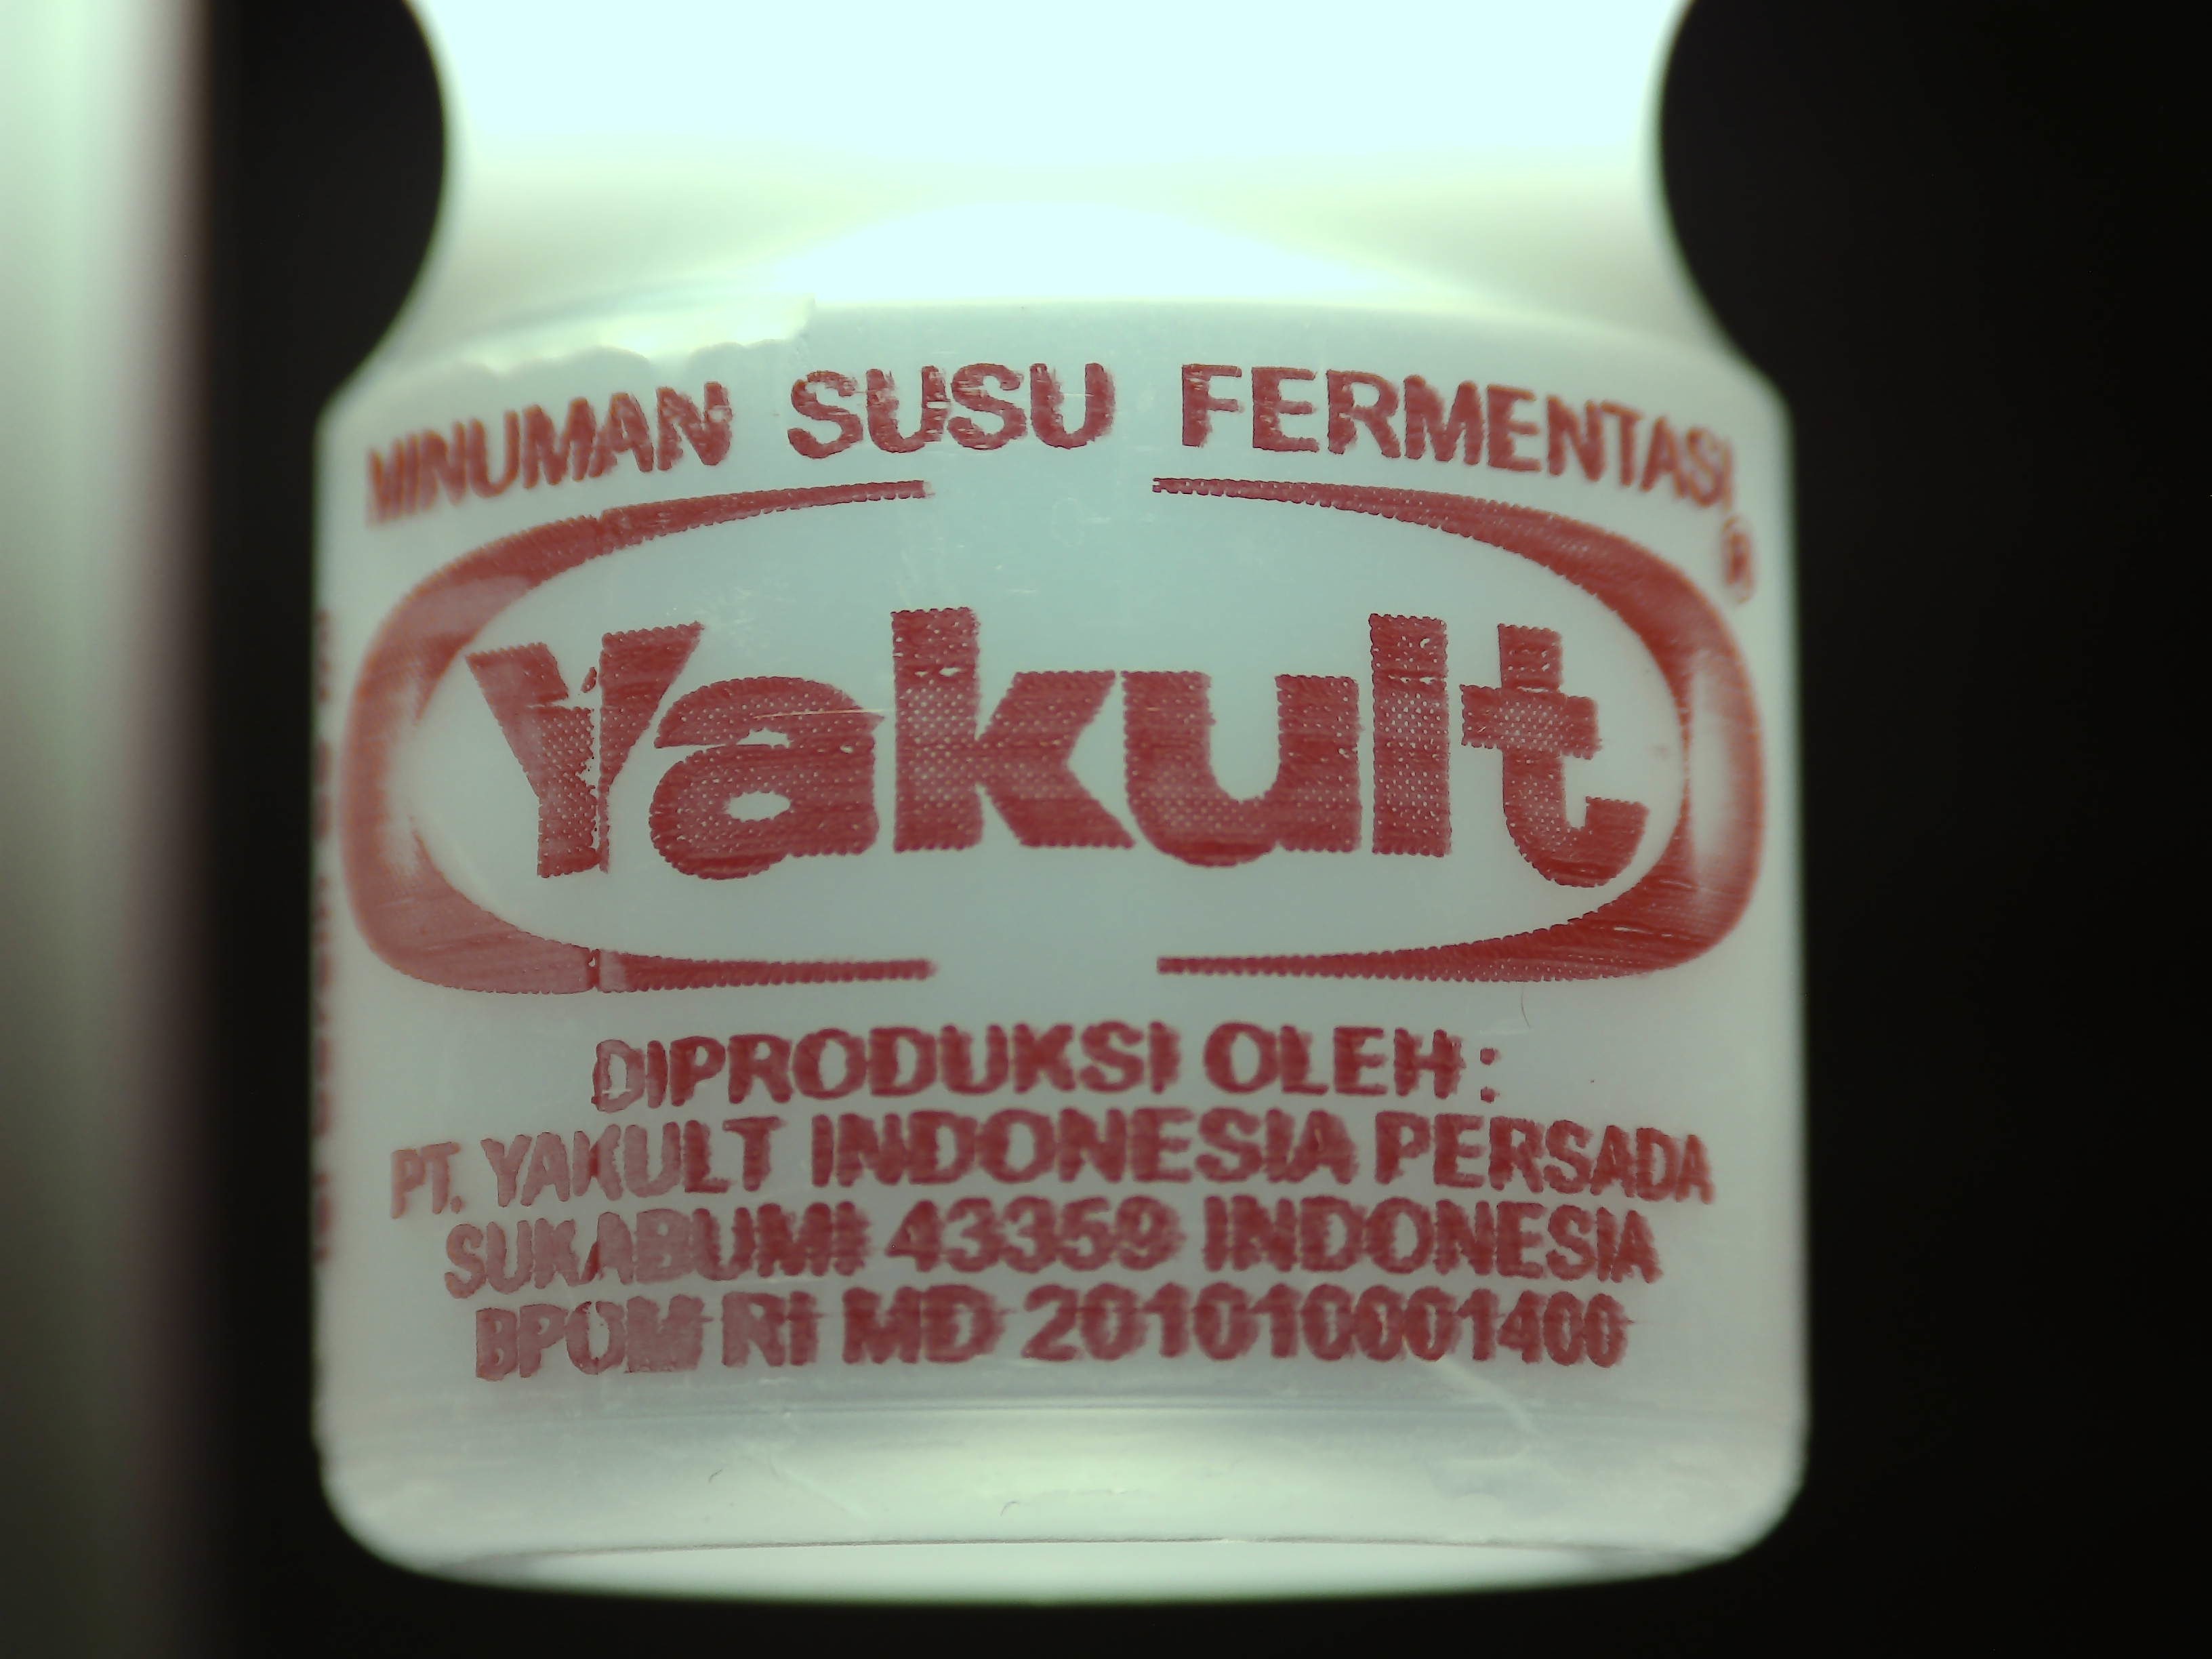 MINUMAN SUSU FERMENTASI
®
Yakult
DIPRODUKSI OLEH :
PT. YAKULT INDONESIA PERSADA
SUKABUMI 43359 INDONESIA
BPOM RI MD 201010001400